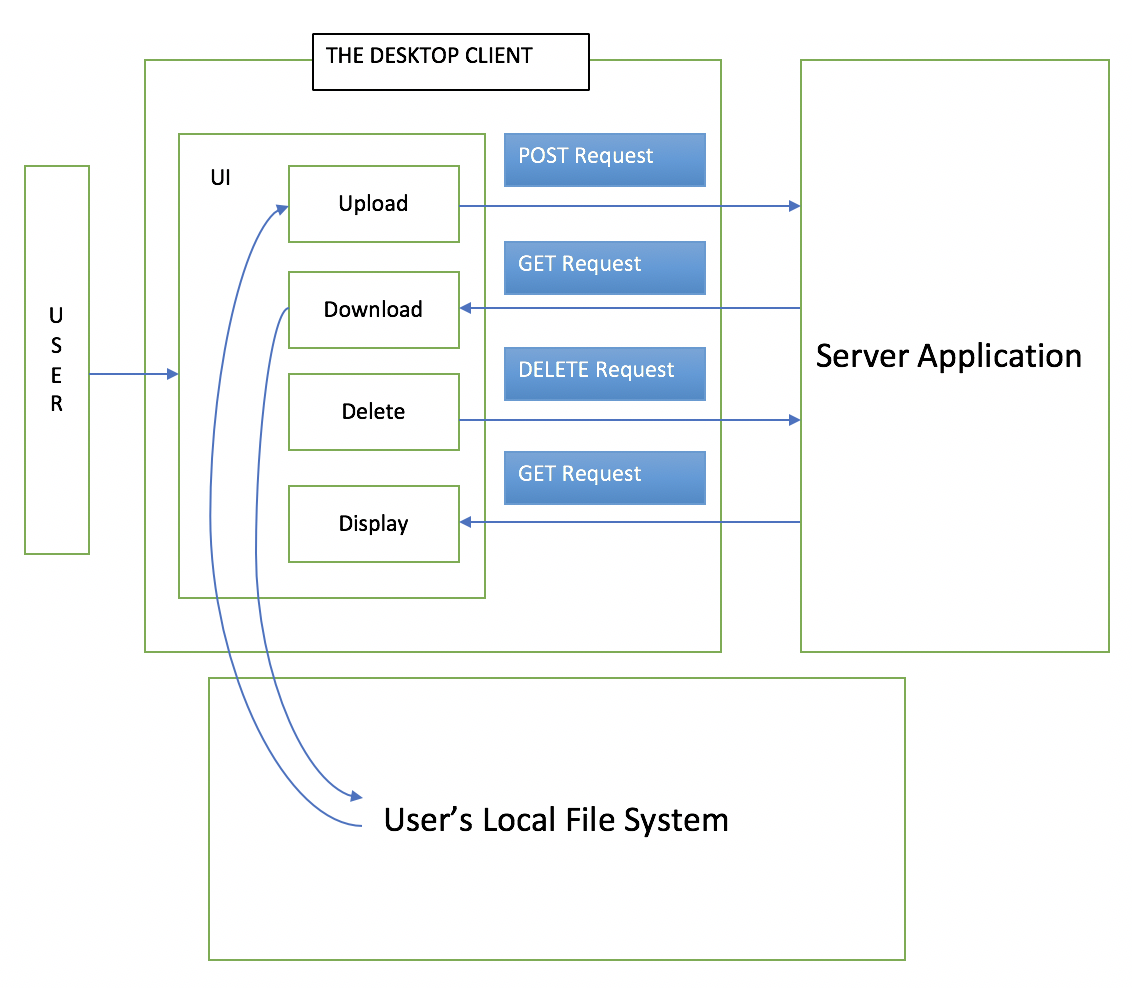 THE DESKTOP CLIENT
UI
POST Request
Upload
GET Request
Download
DELETE Request
Delete
GET Request
Display
U
S
E
R
Server Application
User’s Local File System